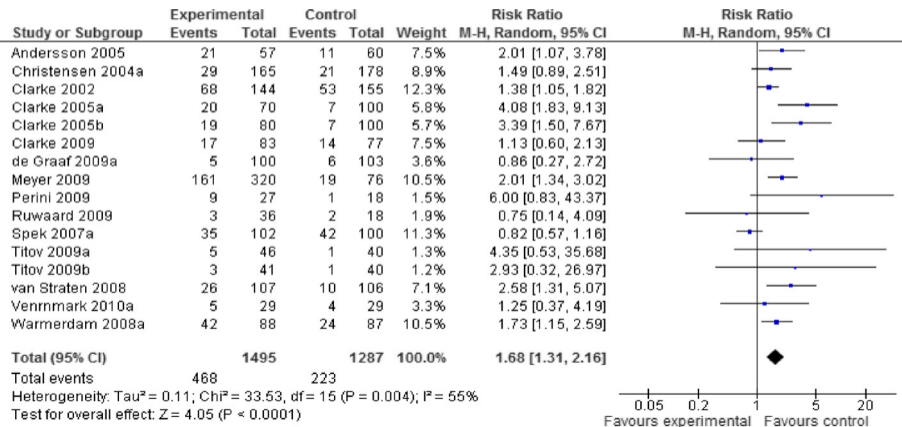 Experimental Control Risk Ratio Risk Ratio
Study or Subgroup Events Total Events Total Weight M-H, Random, 95% CI M-H, Random, 95% CI
Andersson 2005 21 57 11 60 7.5% 2.01 [1.07, 3.78]
Christensen 2004a 29 165 21 178 8.9% 1.49 [0.89, 2.51]
Clarke 2002 68 144 53 155 12.3% 1.38 [1.05, 1.82]
Clarke 2005a 20 70 7 100 5.8% 4.08 [1.83, 9.13]
Clarke 2005b 19 80 7 100 5.7% 3.39 [1.50, 7.67]
Clarke 2009 17 83 14 77 7.5% 1.13 [0.60, 2.13]
de Graaf 2009a 5 100 6 103 3.6% 0.86 [0.27, 2.72]
Meyer 2009 161 320 19 76 10.5% 2.01 [1.34, 3.02]
Perini 2009 9 27 1 18 1.5% 6.00 [0.83, 43.37]
Ruwaard 2009 3 36 2 18 1.9% 0.75 [0.14, 4.09]
Spek 2007a 35 102 42 100 11.3% 0.82 [0.57, 1.16]
Titov 2009a 5 46 1 40 1.3% 4.35 [0.53, 35.68]
Titov 2009b 3 41 1 40 1.2% 2.93 [0.32, 26.97]
van Straten 2008 26 107 10 106 7.1% 2.58 [1.31, 5.07]
Venrnmark 2010a 5 29 4 29 3.3% 1.25 [0.37, 4.19]
Warmerdam 2008a 42 88 24 87 10.5% 1.73 [1.15, 2.59]
Total (95% CI) 1495 1287 100.0% 1.68 [1.31, 2.16]
Total events 468 223
Heterogeneity: Tau² = 0.11; Chi² = 33.53, df = 15 (P = 0.004); I² = 55%
Test for overall effect: Z = 4.05 (P < 0.0001)
0.05 0.2 1 5 20
Favours experimental Favours control